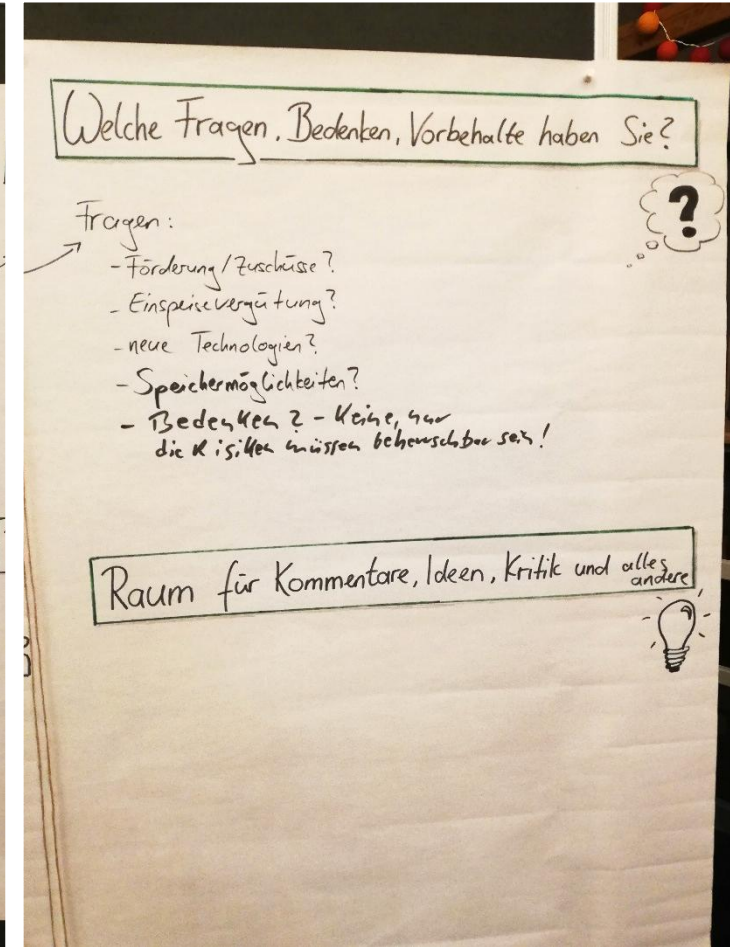 Welche Fragen, Bedenken, Vorbehalte haben Sie?
?
Fragen:
- Förderung/Zuschüsse?
- Einspeisevergütung?
- neue Technologien?
- Speichermöglichkeiten?
- Bedenken? - Keine, nur
die Risiken müssen beherrschbar sein!
Raum für Kommentare, Ideen, Kritik und alles
andere